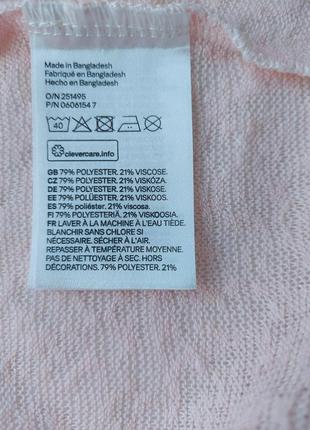 Made in Bangladesh
Fabriqué en Bangladesh
Hecho en Bangladesh
O/N 251495
P/N 0606154 7
40
clevercare.info
GB 79% POLYESTER. 21% VISCOSE.
CZ 79% POLYESTER. 21% VISKÓZA.
DE 79% POLYESTER. 21% VISKOSE.
EE 79% POLÜESTER. 21% VISKOOS.
ES 79% poliéster. 21% viscosa.
FI 79% POLYESTERIÄ. 21% VISKOOSIA.
FR LAVER À LA MACHINE À L'EAU TIÈDE.
BLANCHIR SANS CHLORE SI
NÉCESSAIRE. SÉCHER À L'AIR.
REPASSER À TEMPÉRATURE MOYENNE.
PAS DE NETTOYAGE À SEC. HORS
DÉCORATIONS. 79% POLYESTER. 21%